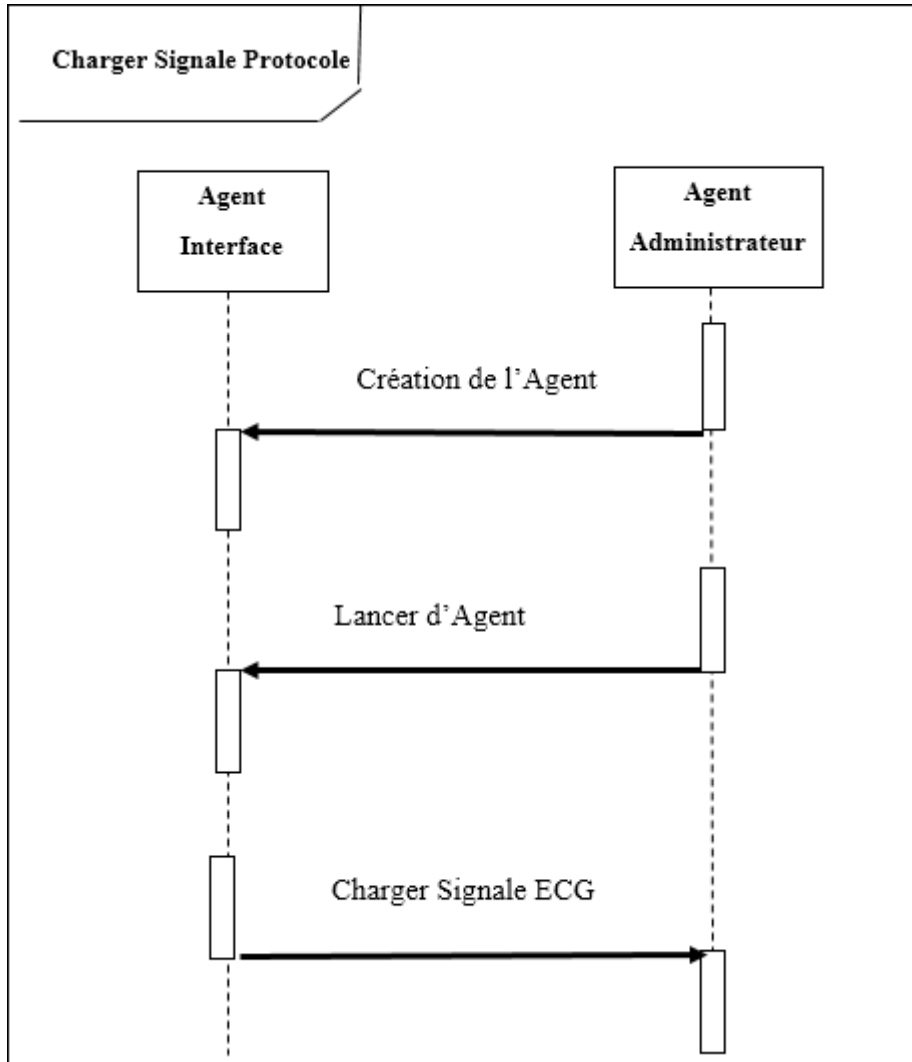 Charger Signale Protocole
Agent
Interface
Agent
Administrateur
Création de l’Agent
Lancer d’Agent
Charger Signale ECG